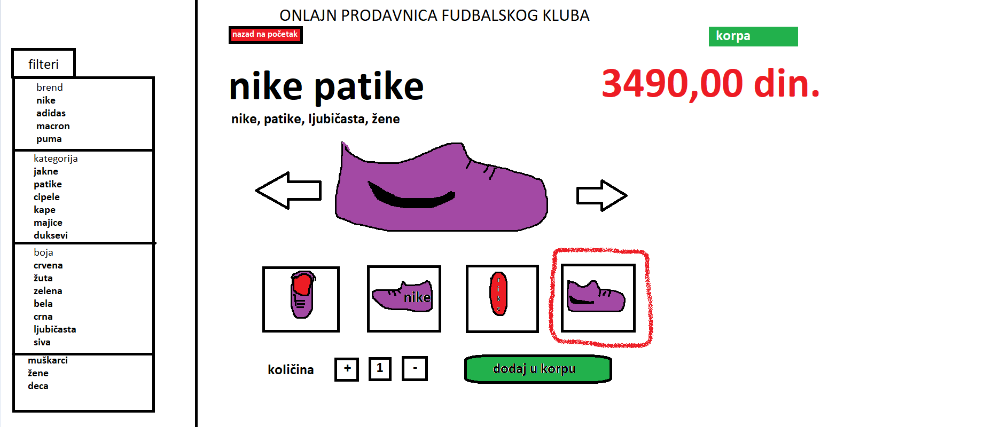 ONLAJN PRODAVNICA FUDBALSKOG KLUBA
nazad na početak
korpa
filteri
brend
nike
adidas
macron
puma
kategorija
jakne
patike
cipele
kape
majice
duksevi
boja
crvena
žuta
zelena
bela
crna
ljubičasta
siva
muškarci
žene
deca
nike patike
3490,00 din.
nike, patike, ljubičasta, žene
nike
nike
količina
+
1
-
dodaj u korpu